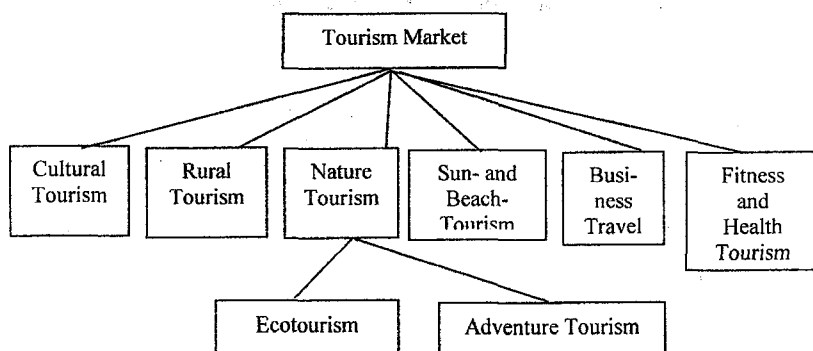 Tourism Market
Cultural
Tourism
Rural
Tourism
Nature
Tourism
Sun- and
Beach-
Tourism
Busi-
ness
Travel
Fitness
and
Health
Tourism
Ecotourism
Adventure Tourism